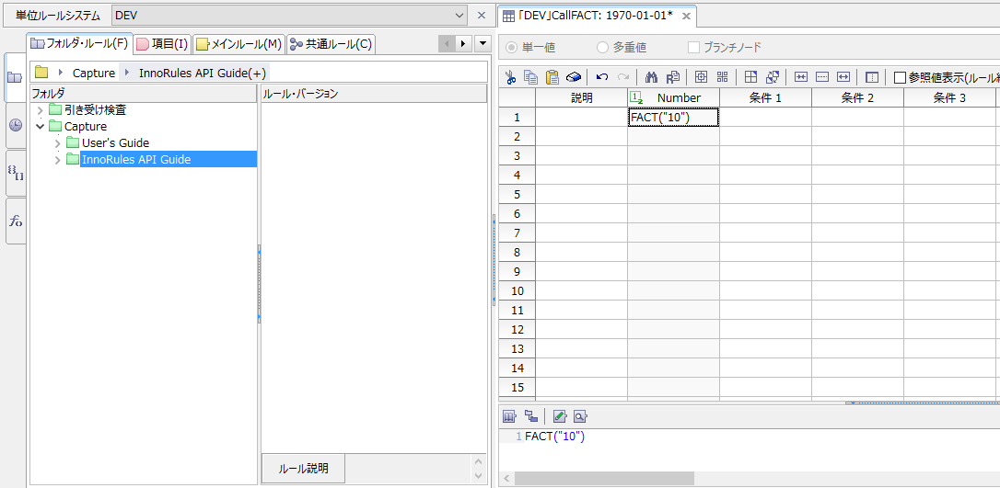 単位ルールシステム DEV
フォルダ・ルール(F) 項目(I) メインルール(M) 共通ルール(C)
Capture InnoRules API Guide(+)
フォルダ
引き受け検査
Capture
User's Guide
InnoRules API Guide
ルール・バージョン
ルール説明
「DEV」CallFACT: 1970-01-01*
単一値 多重値 ブランチノード
参照値表示(ルール
説明 Number 条件 1 条件 2 条件 3
1 FACT("10")
2
3
4
5
6
7
8
9
10
11
12
13
14
15
1 FACT("10")